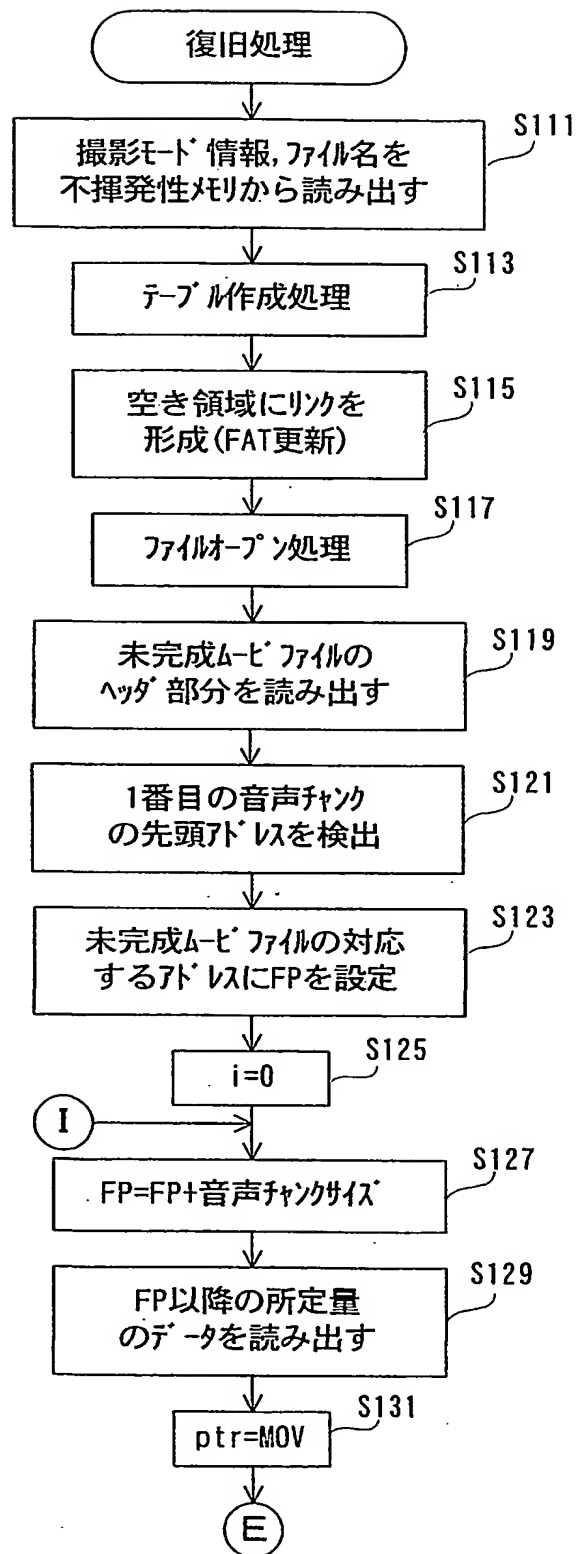 復旧処理
S111
撮影モード情報,ファイル名を
不揮発性メモリから読み出す
S113
テーブル作成処理
S115
空き領域にリンクを
形成(FAT更新)
S117
ファイルオープン処理
S119
未完成ムービファイルの
ヘッダ部分を読み出す
S121
1番目の音声チャンク
の先頭アドレスを検出
S123
未完成ムービファイルの対応
するアドレスにFPを設定
S125
i=0
I
S127
FP=FP+音声チャンクサイズ
S129
FP以降の所定量
のデータを読み出す
S131
ptr=MOV
E